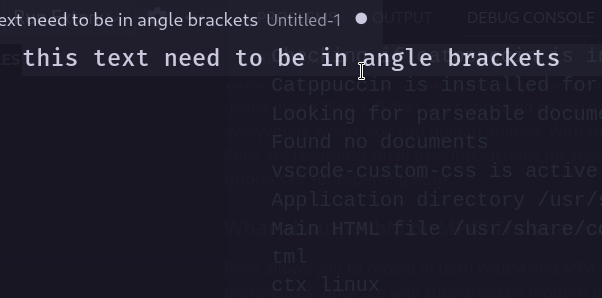 ext need to be in angle brackets Untitled-1 OUTPUT DEBUG CONSOLE
this text need to be in angle brackets
Catppuccin is installed for
Looking for parseable docume
Found no documents
vscode-custom-css is active
Application directory /usr/s
Main HTML file /usr/share/co
tml
ctx linux